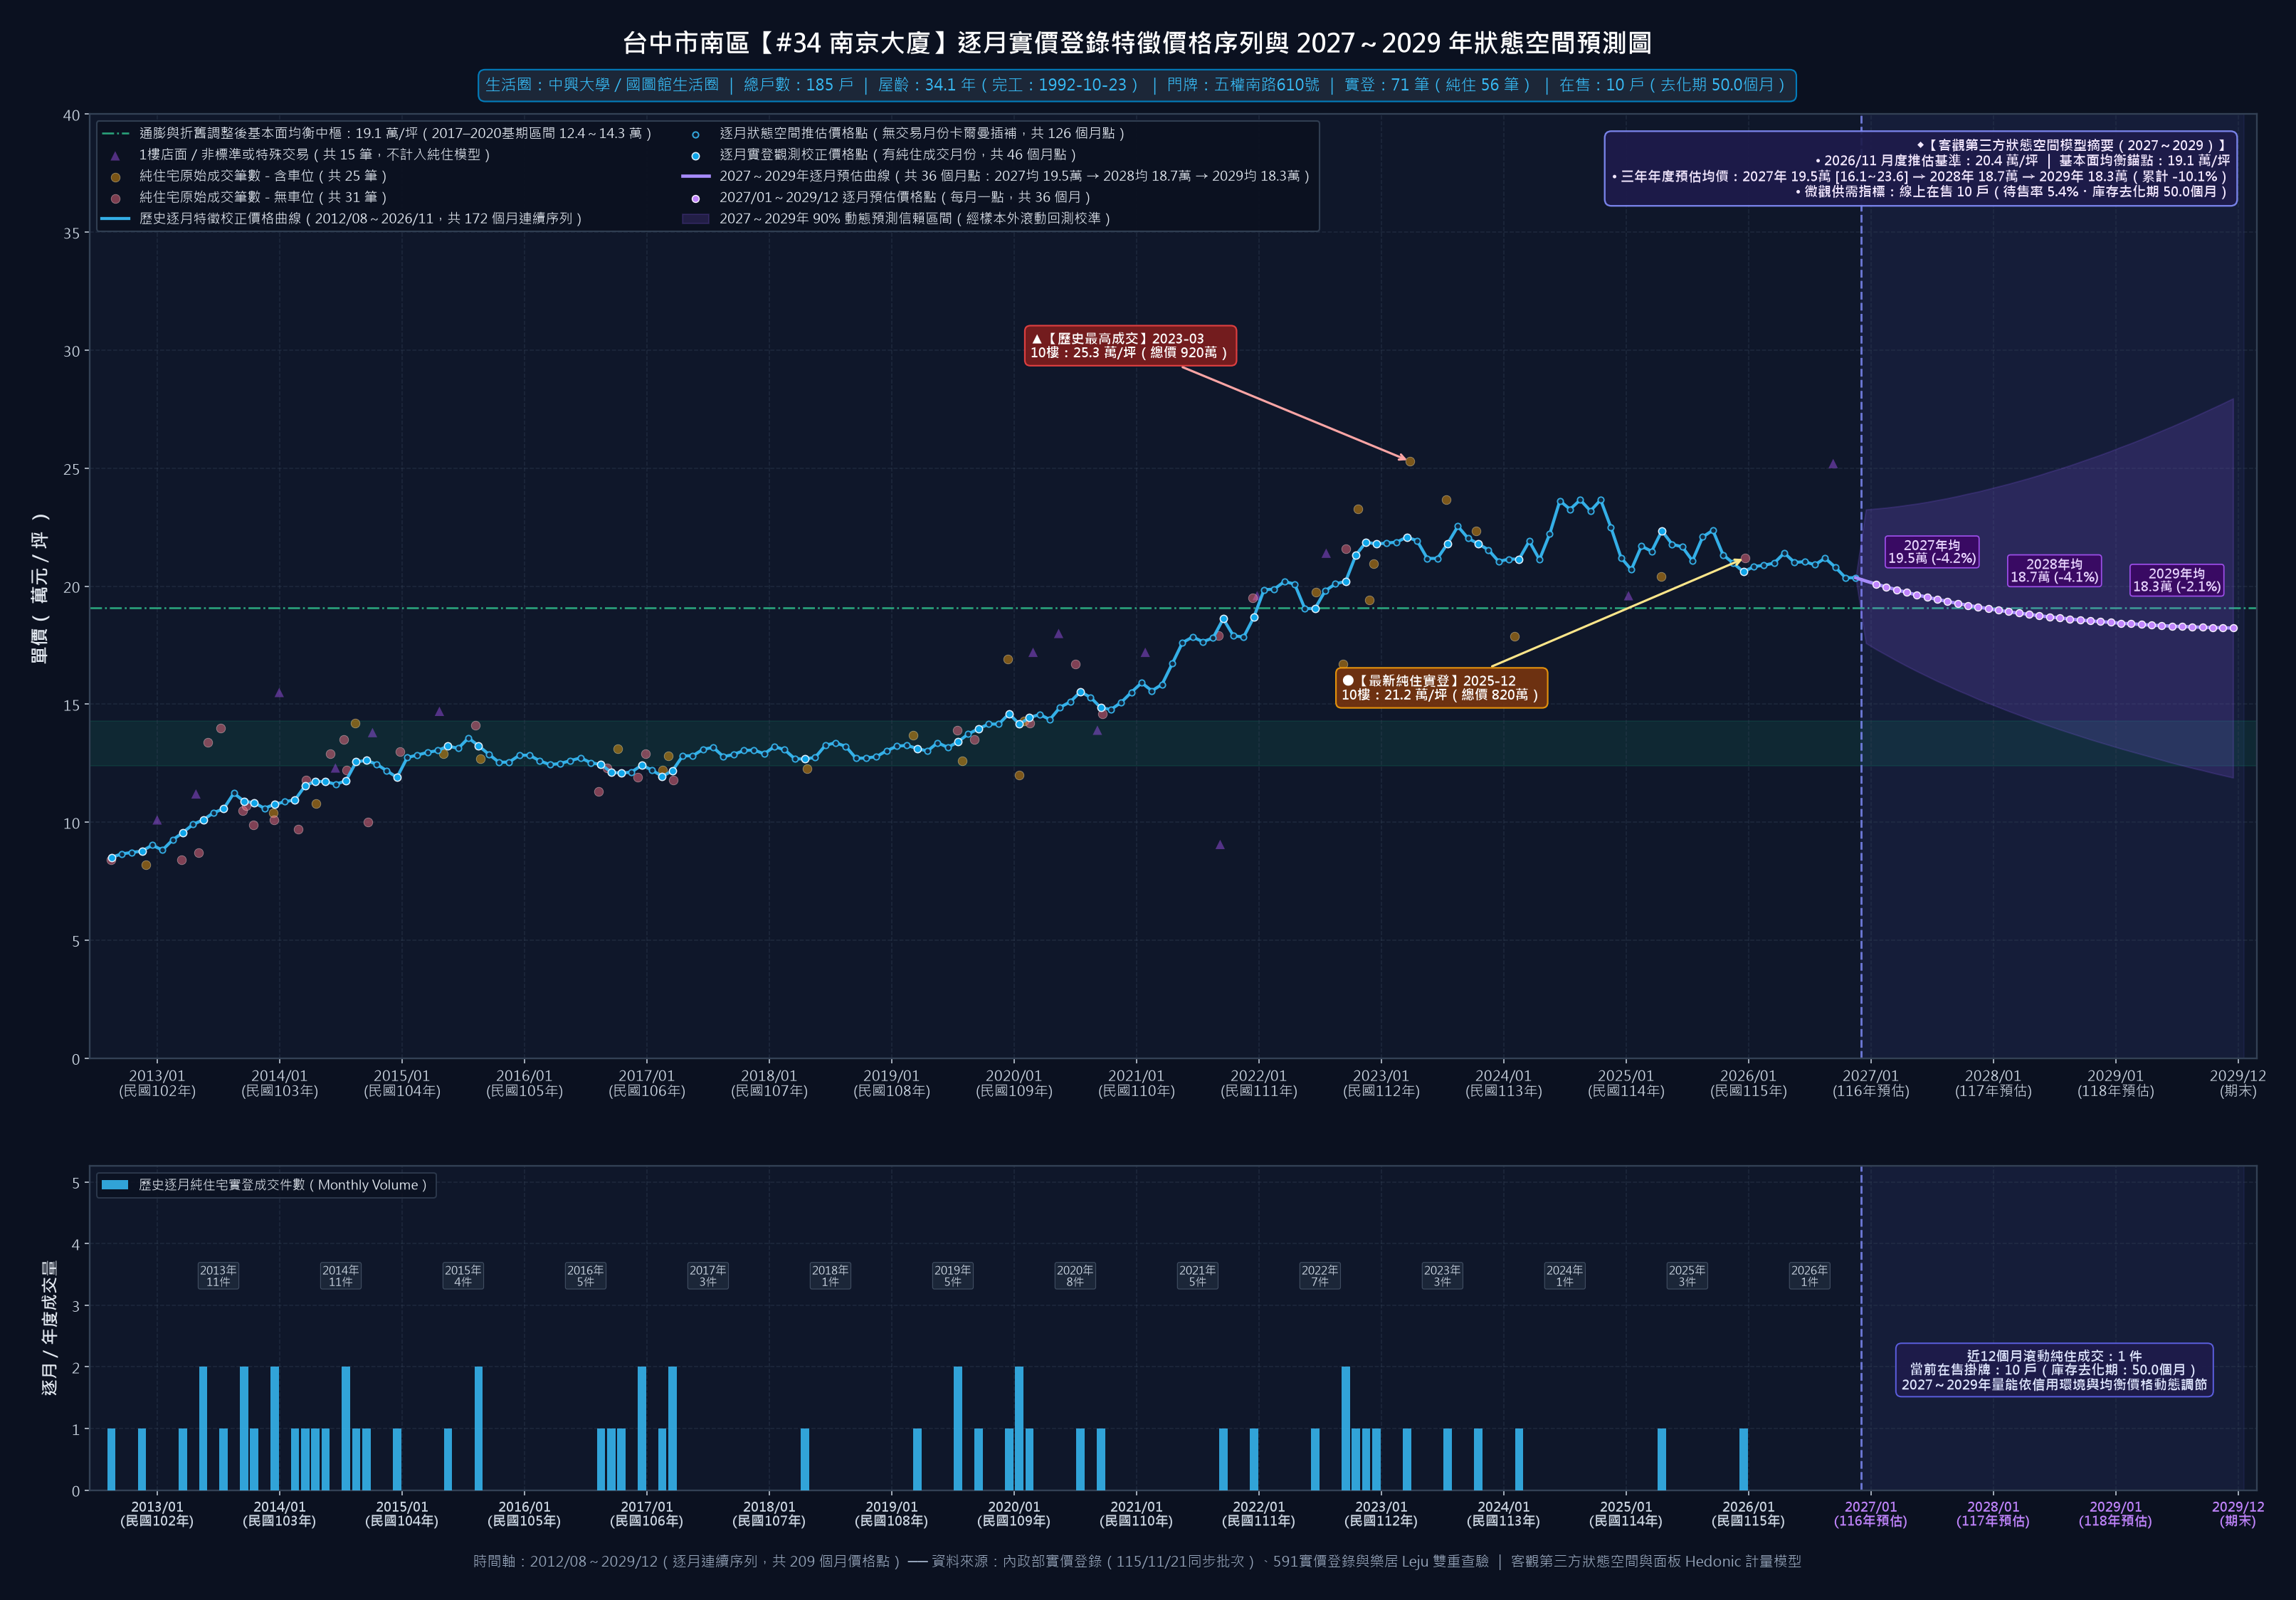 台中市南區【#34 南京大廈】逐月實價登錄特徵價格序列與 2027～2029 年狀態空間預測圖
生活圈：中興大學 / 國圖館生活圈 ｜ 總戶數：185 戶 ｜ 屋齡：34.1 年（完工：1992-10-23） ｜ 門牌：五權南路610號 ｜ 實登：71 筆（純住 56 筆） ｜ 在售：10 戶（去化期 50.0個月）
通膨與折舊調整後基本面均衡中樞：19.1 萬/坪（2017–2020基期區間 12.4～14.3 萬）
1樓店面 / 非標準或特殊交易（共 15 筆，不計入純住模型）
純住宅原始成交筆數 - 含車位（共 25 筆）
純住宅原始成交筆數 - 無車位（共 31 筆）
歷史逐月特徵校正價格曲線（2012/08～2026/11，共 172 個月連續序列）
逐月狀態空間推估價格點（無交易月份卡爾曼插補，共 126 個月點）
逐月實登觀測校正價格點（有純住成交月份，共 46 個月點）
2027～2029年逐月預估曲線（共 36 個月點：2027均 19.5萬 → 2028均 18.7萬 → 2029均 18.3萬）
2027/01～2029/12 逐月預估價格點（每月一點，共 36 個月）
2027～2029年 90% 動態預測信賴區間（經樣本外滾動回測校準）
◆【客觀第三方狀態空間模型摘要（2027～2029）】
• 2026/11 月度推估基準：20.4 萬/坪 ｜ 基本面均衡錨點：19.1 萬/坪
• 三年年度預估均價：2027年 19.5萬 [16.1~23.6] → 2028年 18.7萬 → 2029年 18.3萬（累計 -10.1%）
• 微觀供需指標：線上在售 10 戶（待售率 5.4%．庫存去化期 50.0個月）
▲【歷史最高成交】2023-03
10樓：25.3 萬/坪（總價 920萬）
●【最新純住實登】2025-12
10樓：21.2 萬/坪（總價 820萬）
2027年均
19.5萬 (-4.2%)
2028年均
18.7萬 (-4.1%)
2029年均
18.3萬 (-2.1%)
單價（萬元/坪）
40
35
30
25
20
15
10
5
0
2013/01 2014/01 2015/01 2016/01 2017/01 2018/01 2019/01 2020/01 2021/01 2022/01 2023/01 2024/01 2025/01 2026/01 2027/01 2028/01 2029/01 2029/12
(民國102年) (民國103年) (民國104年) (民國105年) (民國106年) (民國107年) (民國108年) (民國109年) (民國110年) (民國111年) (民國112年) (民國113年) (民國114年) (民國115年) (116年預估) (117年預估) (118年預估) (期末)
歷史逐月純住宅實登成交件數（Monthly Volume）
逐月 / 年度成交量
5
4
3
2
1
0
2013年 2014年 2015年 2016年 2017年 2018年 2019年 2020年 2021年 2022年 2023年 2024年 2025年 2026年
11件 11件 4件 5件 3件 1件 5件 8件 5件 7件 3件 1件 3件 1件
近12個月滾動純住成交：1 件
當前在售掛牌：10 戶（庫存去化期：50.0個月）
2027～2029年量能依信用環境與均衡價格動態調節
2013/01 2014/01 2015/01 2016/01 2017/01 2018/01 2019/01 2020/01 2021/01 2022/01 2023/01 2024/01 2025/01 2026/01 2027/01 2028/01 2029/01 2029/12
(民國102年) (民國103年) (民國104年) (民國105年) (民國106年) (民國107年) (民國108年) (民國109年) (民國110年) (民國111年) (民國112年) (民國113年) (民國114年) (民國115年) (116年預估) (117年預估) (118年預估) (期末)
時間軸：2012/08～2029/12（逐月連續序列，共 209 個月價格點） ── 資料來源：內政部實價登錄（115/11/21同步批次）、591實價登錄與樂居 Leju 雙重查驗 ｜ 客觀第三方狀態空間與面板 Hedonic 計量模型